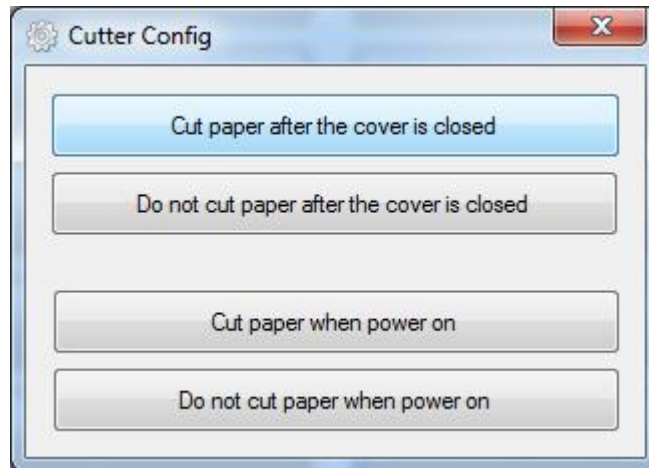 Cutter Config
Cut paper after the cover is closed
Do not cut paper after the cover is closed
Cut paper when power on
Do not cut paper when power on